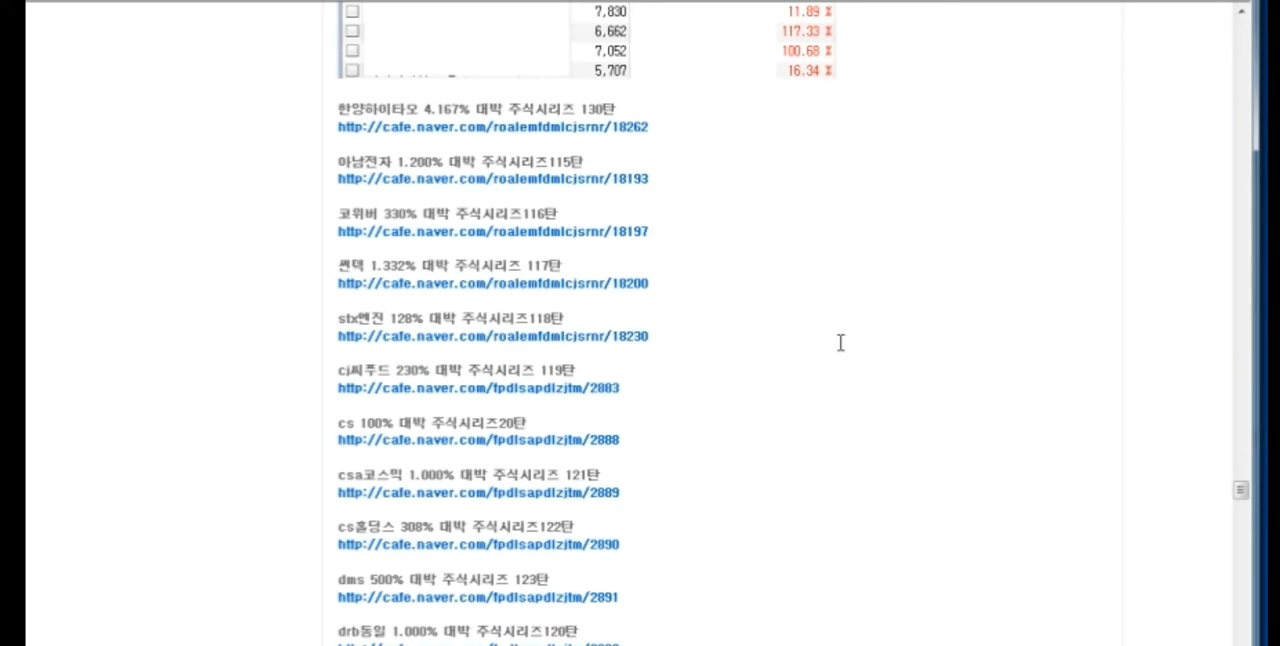 7,830 11.89 %
6,662 117.33 %
7,052 100.68 %
5,707 16.34 %
한양하이타오 4.167% 대박 주식시리즈 130탄
http://cafe.naver.com/roalemfdmlcjsrnr/18262
아남전자 1.200% 대박 주식시리즈115탄
http://cafe.naver.com/roalemfdmlcjsrnr/18193
코위버 330% 대박 주식시리즈116탄
http://cafe.naver.com/roalemfdmlcjsrnr/18197
쎈텍 1.332% 대박 주식시리즈 117탄
http://cafe.naver.com/roalemfdmlcjsrnr/18200
stx엔진 128% 대박 주식시리즈118탄
http://cafe.naver.com/roalemfdmlcjsrnr/18230
cj씨푸드 230% 대박 주식시리즈 119탄
http://cafe.naver.com/fpdlsapdlzjtm/2883
cs 100% 대박 주식시리즈20탄
http://cafe.naver.com/fpdlsapdlzjtm/2888
csa코스믹 1.000% 대박 주식시리즈 121탄
http://cafe.naver.com/fpdlsapdlzjtm/2889
cs홀딩스 308% 대박 주식시리즈122탄
http://cafe.naver.com/fpdlsapdlzjtm/2890
dms 500% 대박 주식시리즈 123탄
http://cafe.naver.com/fpdlsapdlzjtm/2891
drb동일 1.000% 대박 주식시리즈120탄